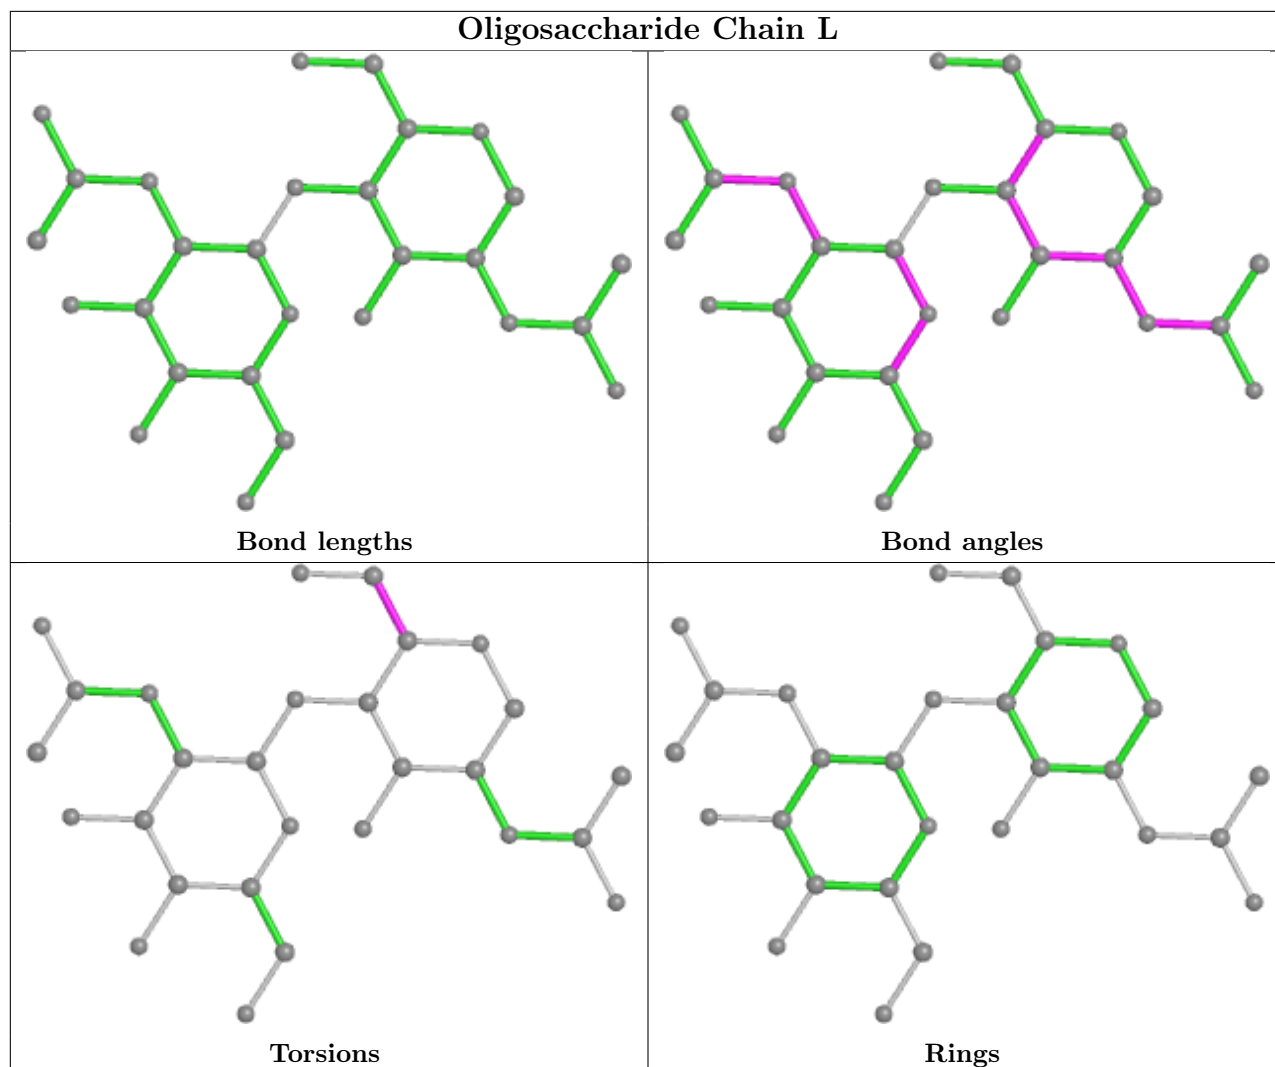 Oligosaccharide Chain L
Bond lengths
Bond angles
Torsions
Rings